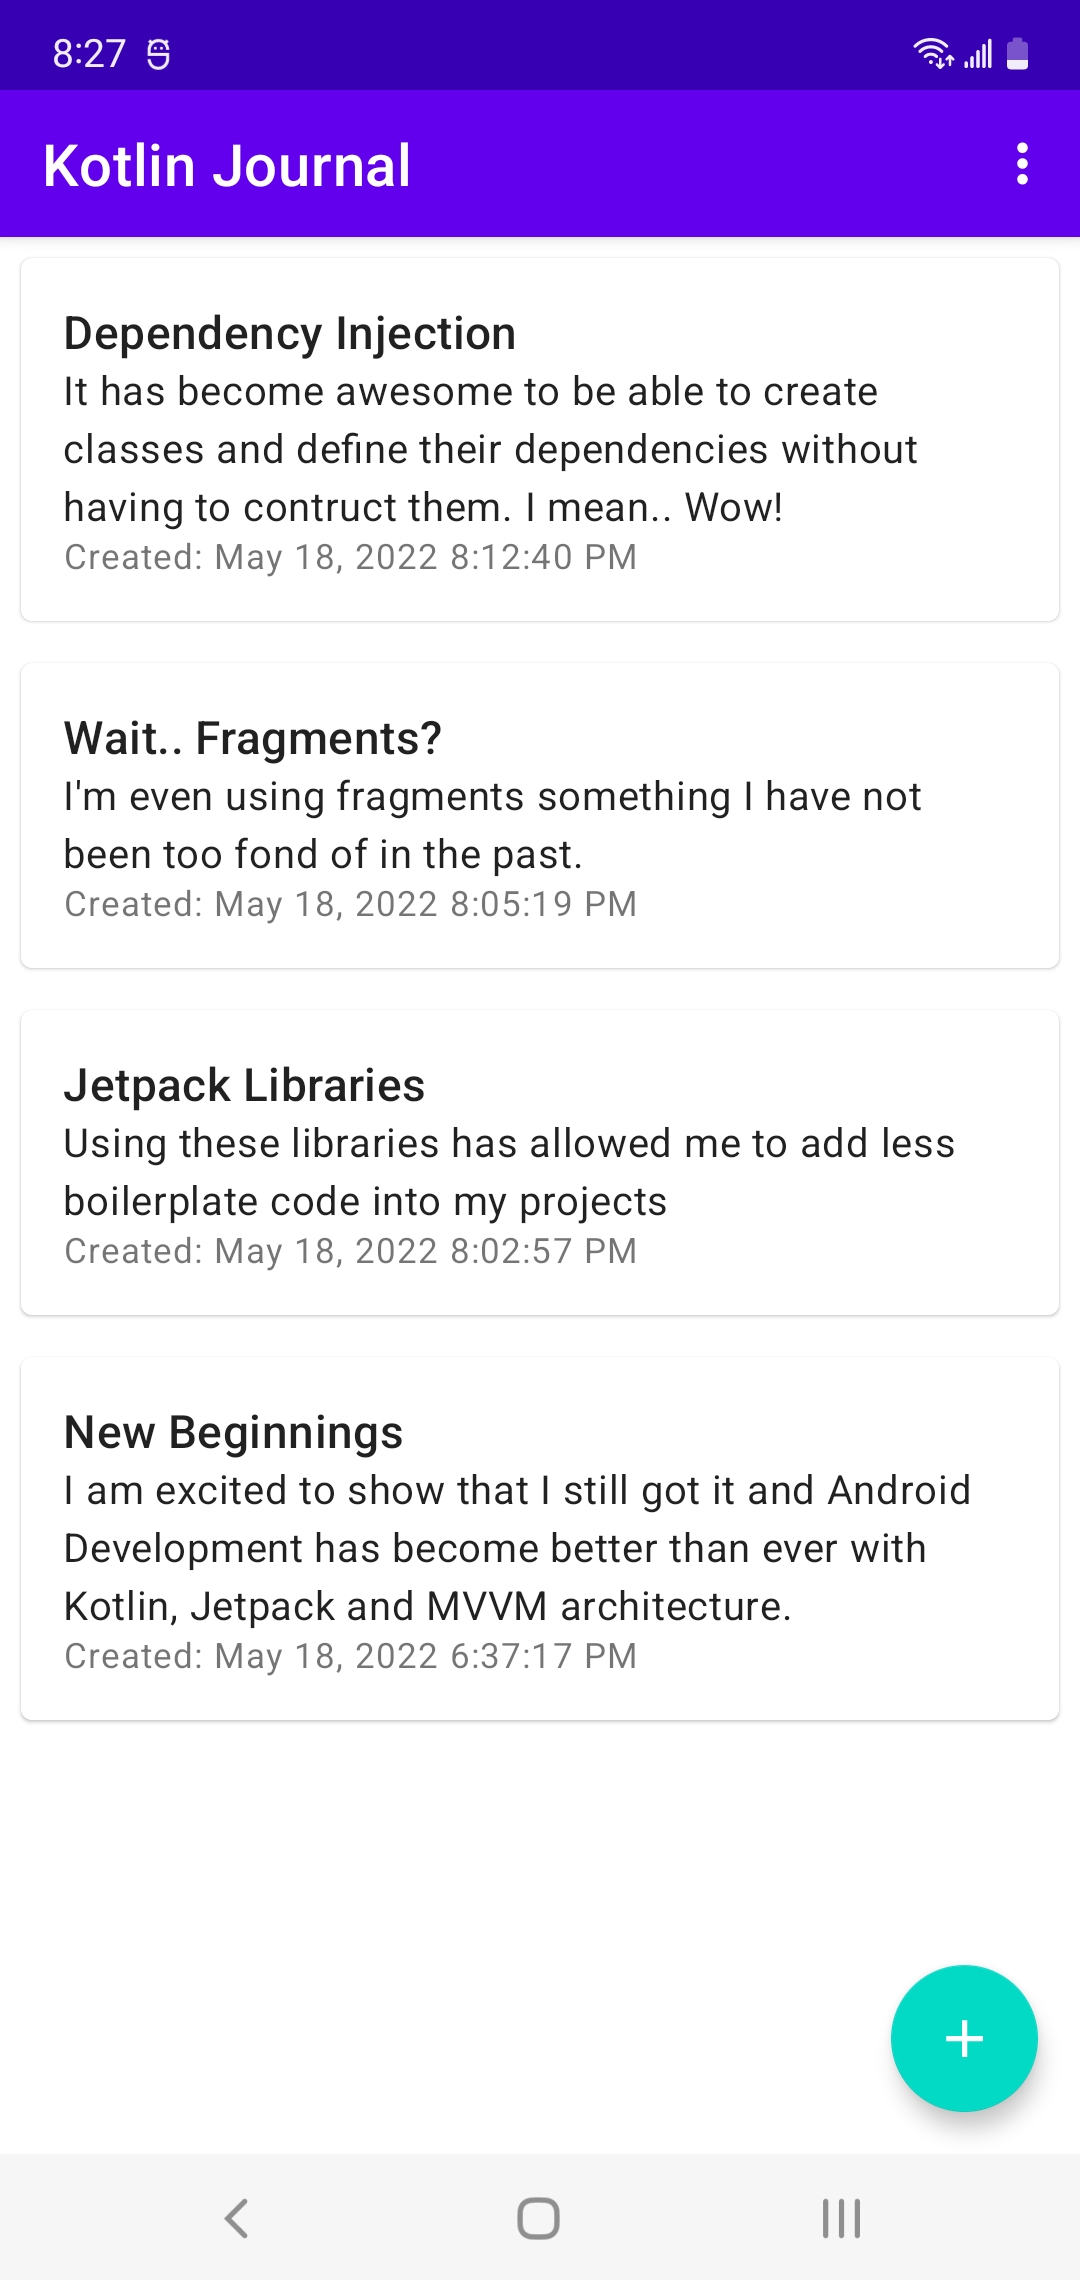 8:27
Kotlin Journal
Dependency Injection
It has become awesome to be able to create
classes and define their dependencies without
having to contruct them. I mean.. Wow!
Created: May 18, 2022 8:12:40 PM
Wait.. Fragments?
I'm even using fragments something I have not
been too fond of in the past.
Created: May 18, 2022 8:05:19 PM
Jetpack Libraries
Using these libraries has allowed me to add less
boilerplate code into my projects
Created: May 18, 2022 8:02:57 PM
New Beginnings
I am excited to show that I still got it and Android
Development has become better than ever with
Kotlin, Jetpack and MVVM architecture.
Created: May 18, 2022 6:37:17 PM